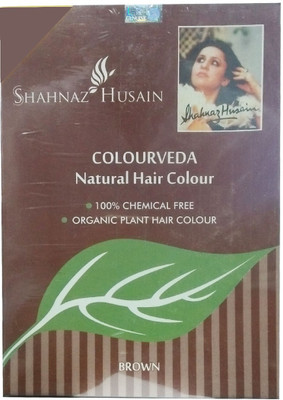 SHAHNAZ HUSAIN
Shahnaz Husain
COLOURVEDA
Natural Hair Colour
100% CHEMICAL FREE
ORGANIC PLANT HAIR COLOUR
BROWN